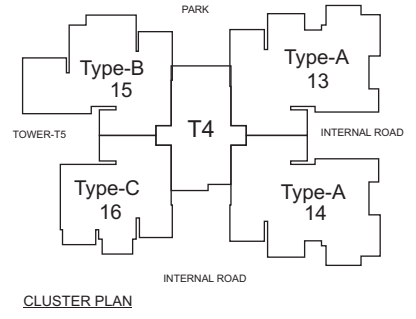 PARK
Type-B
15
Type-A
13
TOWER-T5
T4
INTERNAL ROAD
Type-C
16
Type-A
14
INTERNAL ROAD
CLUSTER PLAN